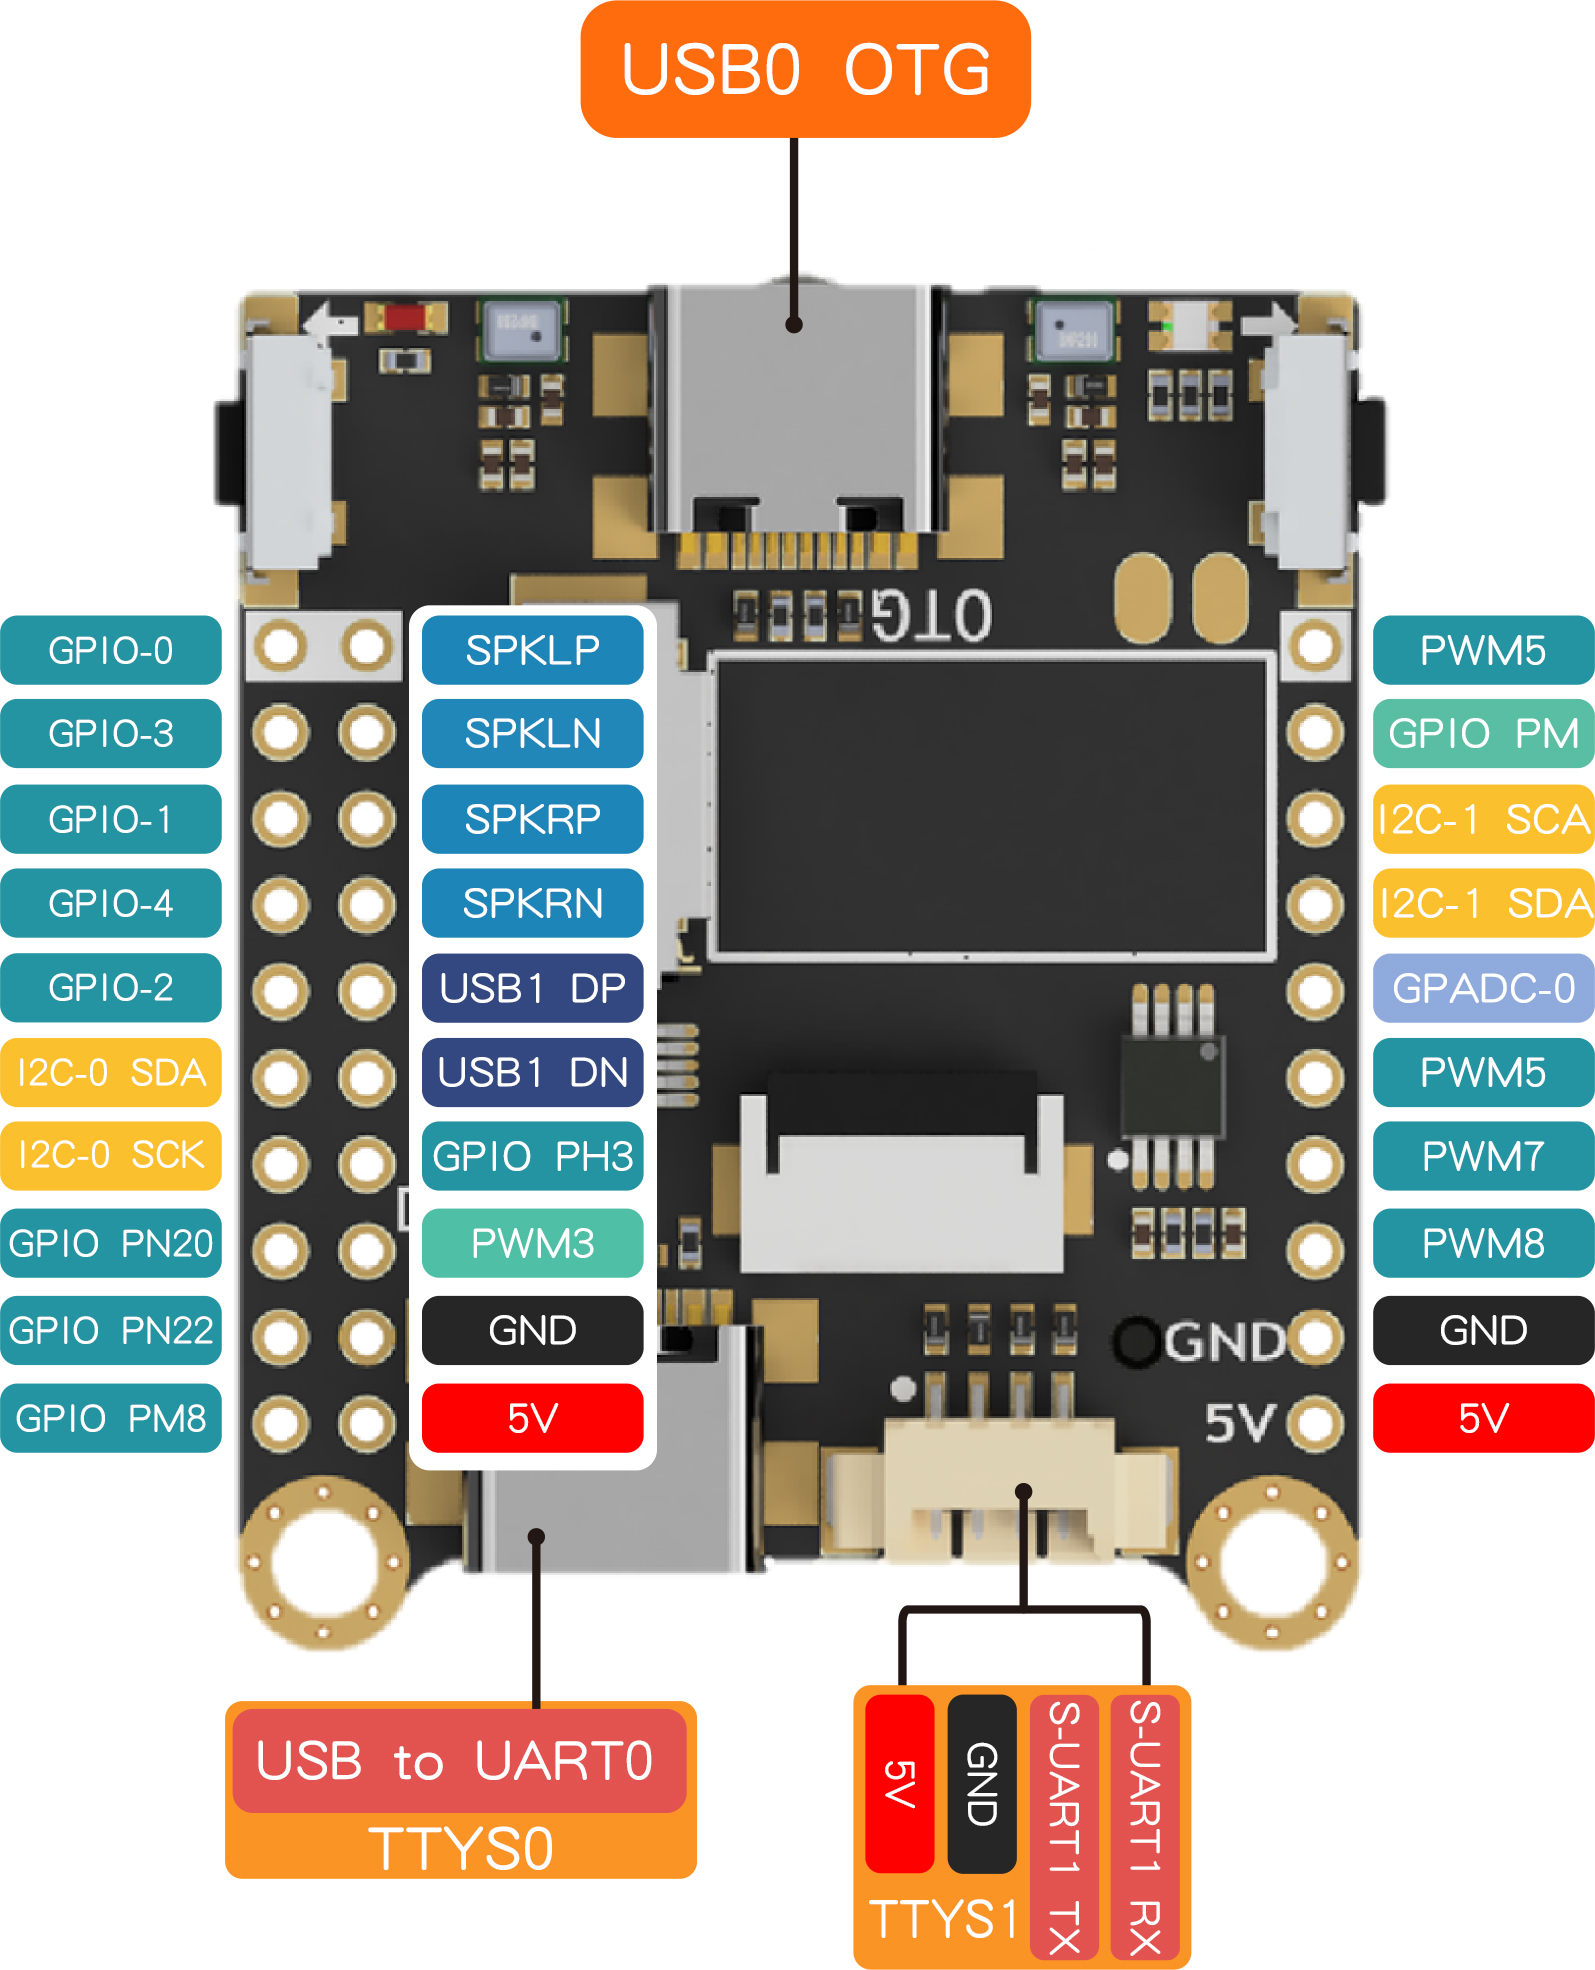 USB0 OTG
OTG
GPIO-0
GPIO-3
GPIO-1
GPIO-4
GPIO-2
I2C-0 SDA
I2C-0 SCK
GPIO PN20
GPIO PN22
GPIO PM8
SPKLP
SPKLN
SPKRP
SPKRN
USB1 DP
USB1 DN
GPIO PH3
PWM3
GND
5V
PWM5
GPIO PM
I2C-1 SCA
I2C-1 SDA
GPADC-0
PWM5
PWM7
PWM8
GND
5V
GND
5V
USB to UART0
TTYS0
5V
GND
S-UART1 TX
S-UART1 RX
TTYS1